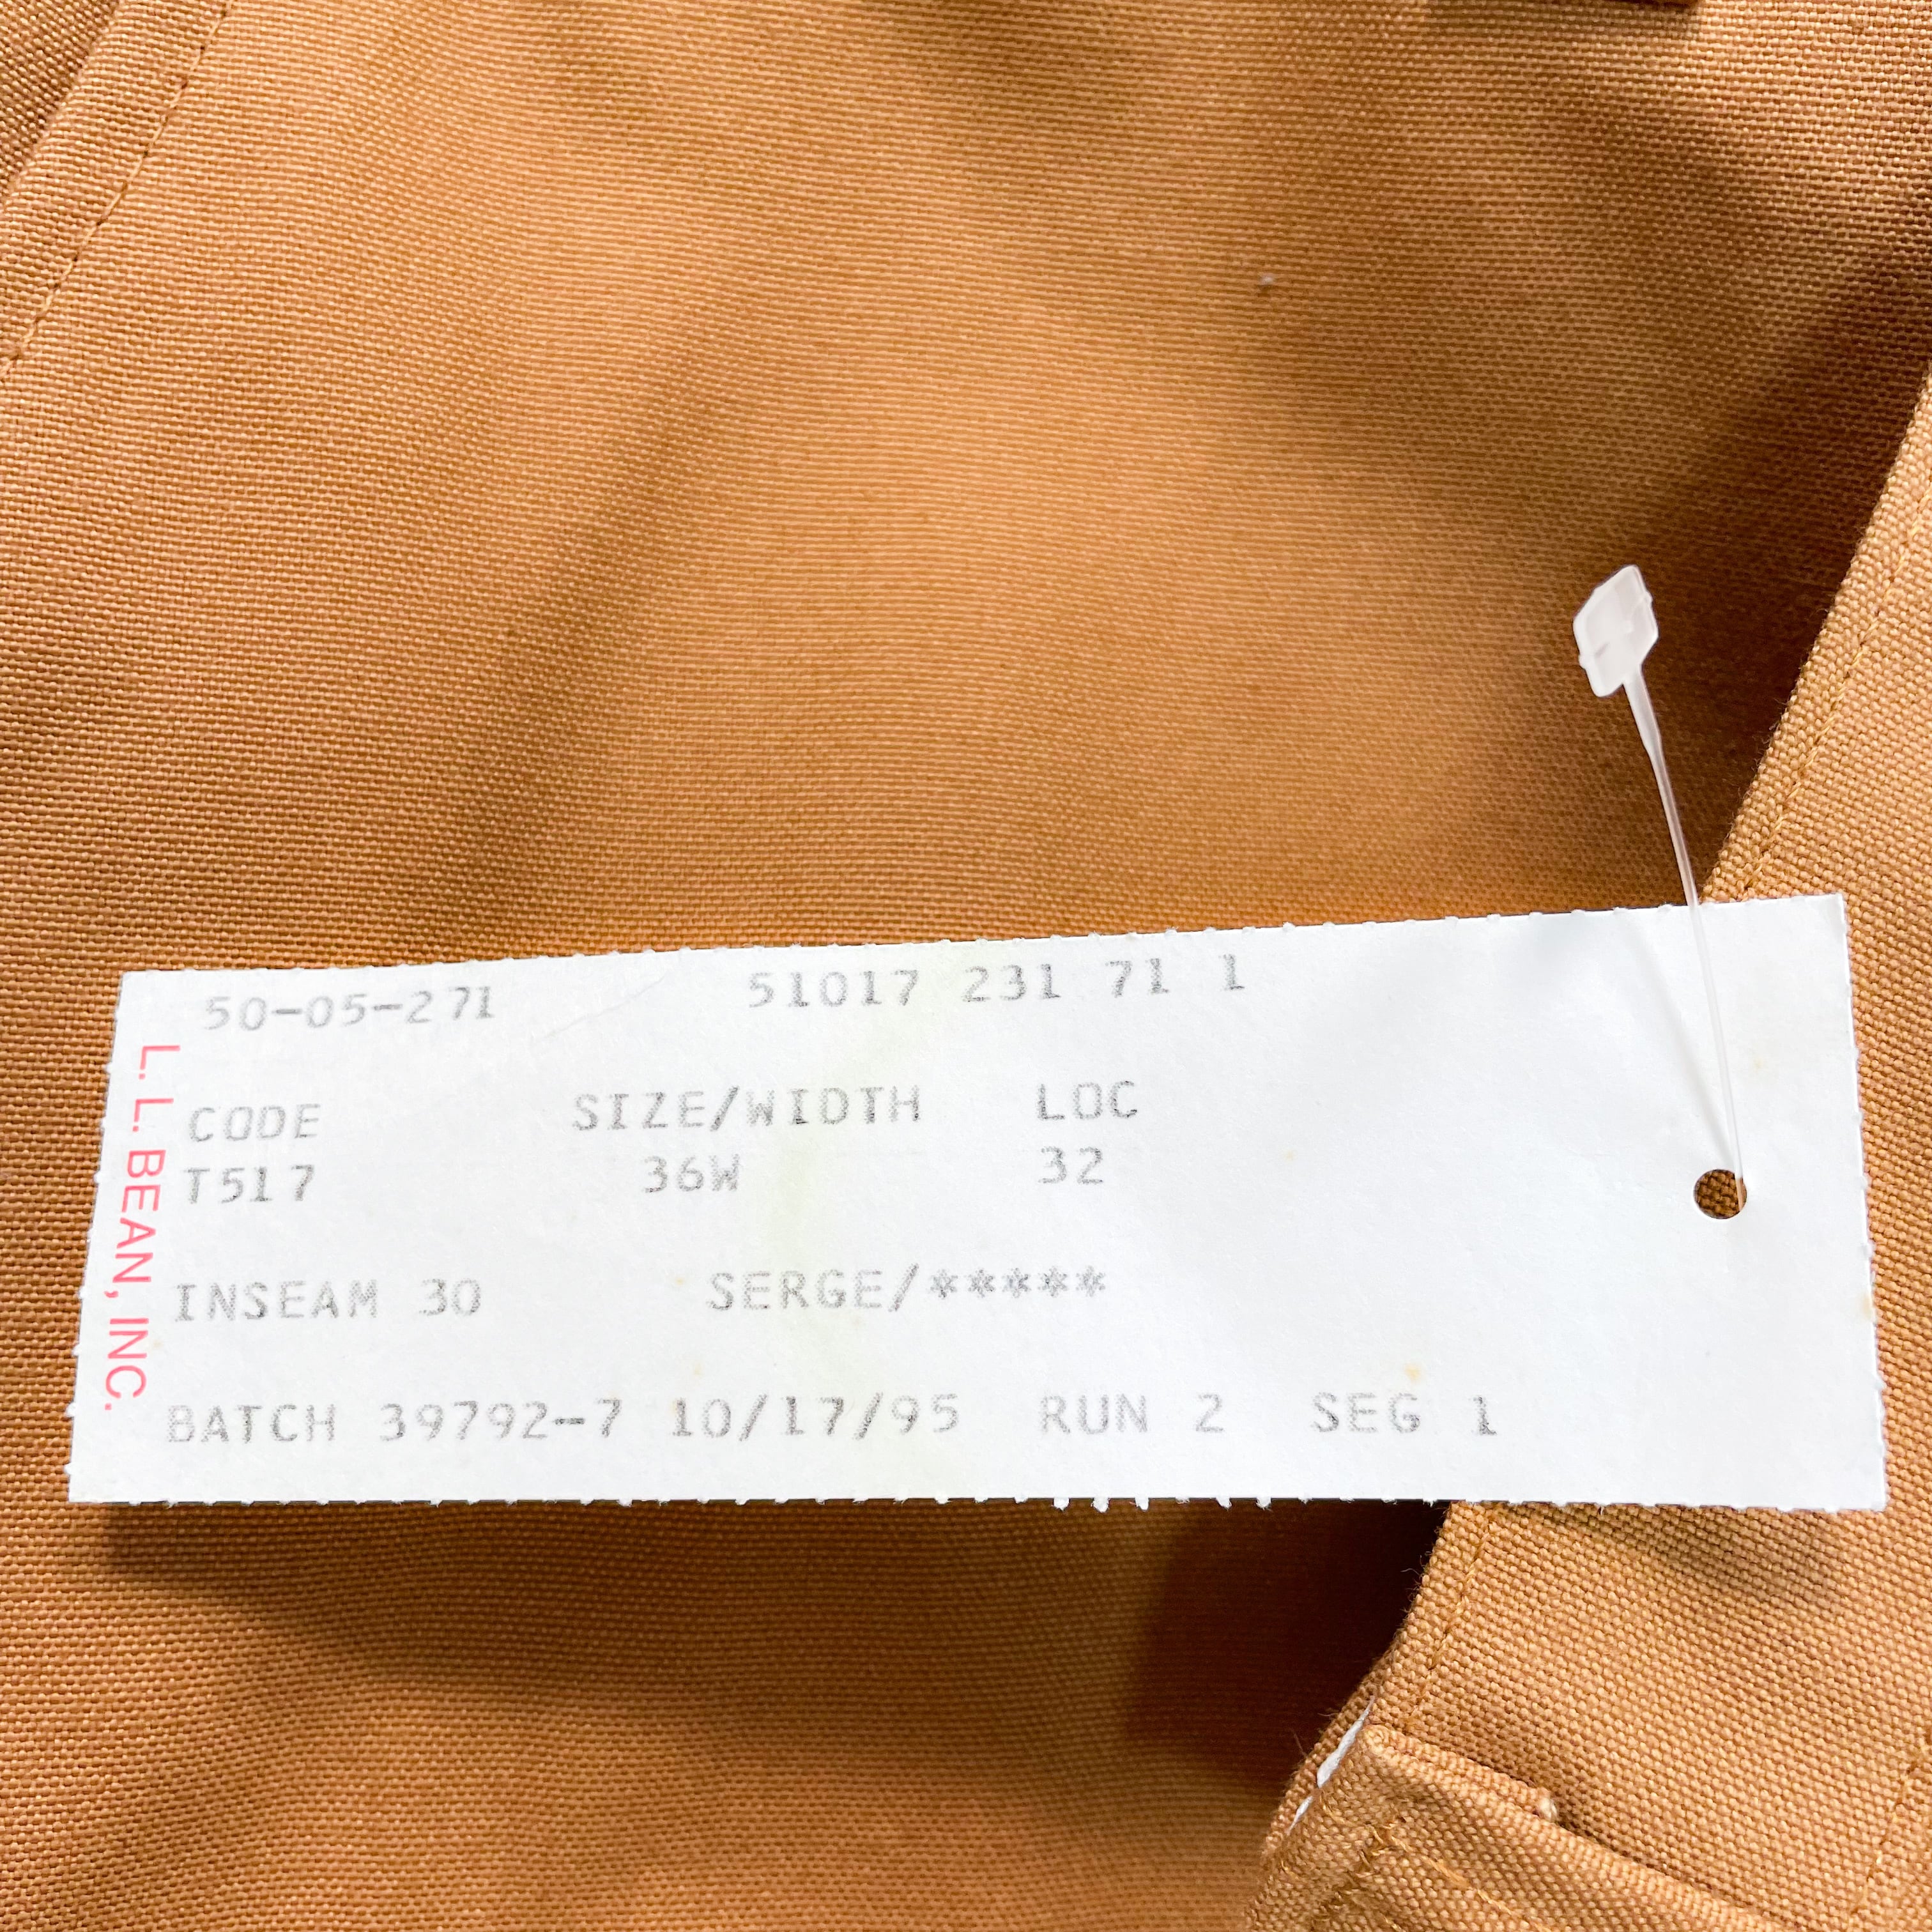 50-05-271 51017 231 71 1
L. L. BEAN, INC.
CODE SIZE/WIDTH LOC
T517 36W 32
INSEAM 30 SERGE/*****
BATCH 39792-7 10/17/95 RUN 2 SEG 1